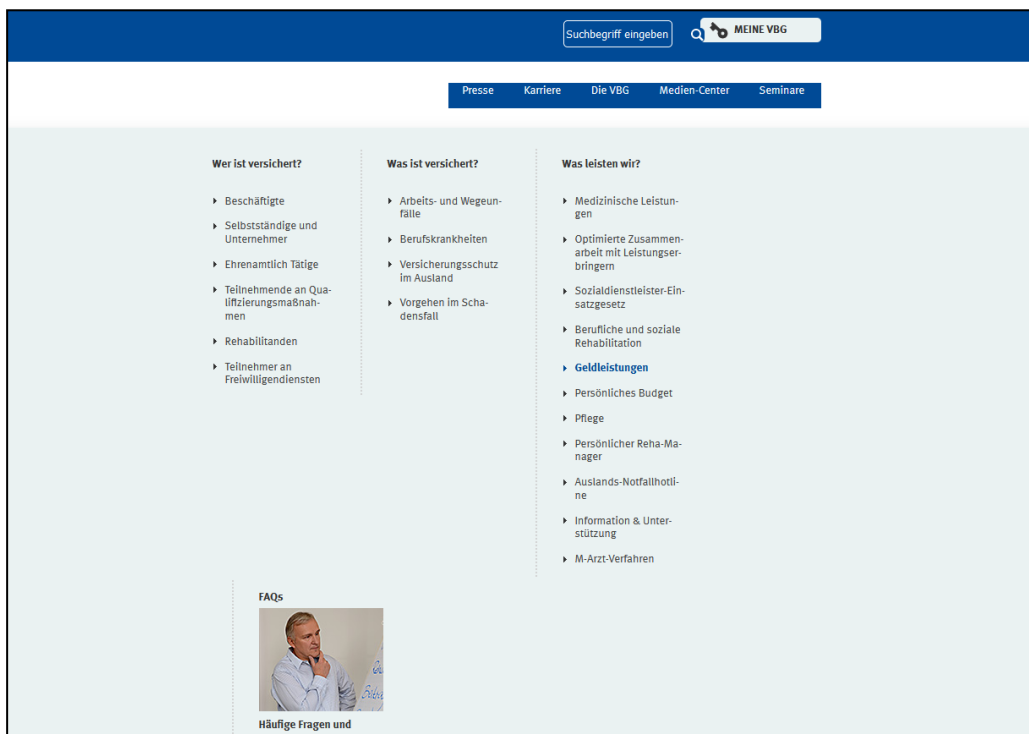 Suchbegriff eingeben
MEINE VBG
Presse Karriere Die VBG Medien-Center Seminare
Wer ist versichert?
Beschäftigte
Selbstständige und
Unternehmer
Ehrenamtlich Tätige
Teilnehmende an Qua-
lifizierungsmaßnah-
men
Rehabilitanden
Teilnehmer an
Freiwilligendiensten
Was ist versichert?
Arbeits- und Wegeun-
fälle
Berufskrankheiten
Versicherungsschutz
im Ausland
Vorgehen im Scha-
densfall
Was leisten wir?
Medizinische Leistun-
gen
Optimierte Zusammen-
arbeit mit Leistungser-
bringern
Sozialdienstleister-Ein-
satzgesetz
Berufliche und soziale
Rehabilitation
Geldleistungen
Persönliches Budget
Pflege
Persönlicher Reha-Ma-
nager
Auslands-Notfallhotli-
ne
Information & Unter-
stützung
M-Arzt-Verfahren
FAQs
Häufige Fragen und